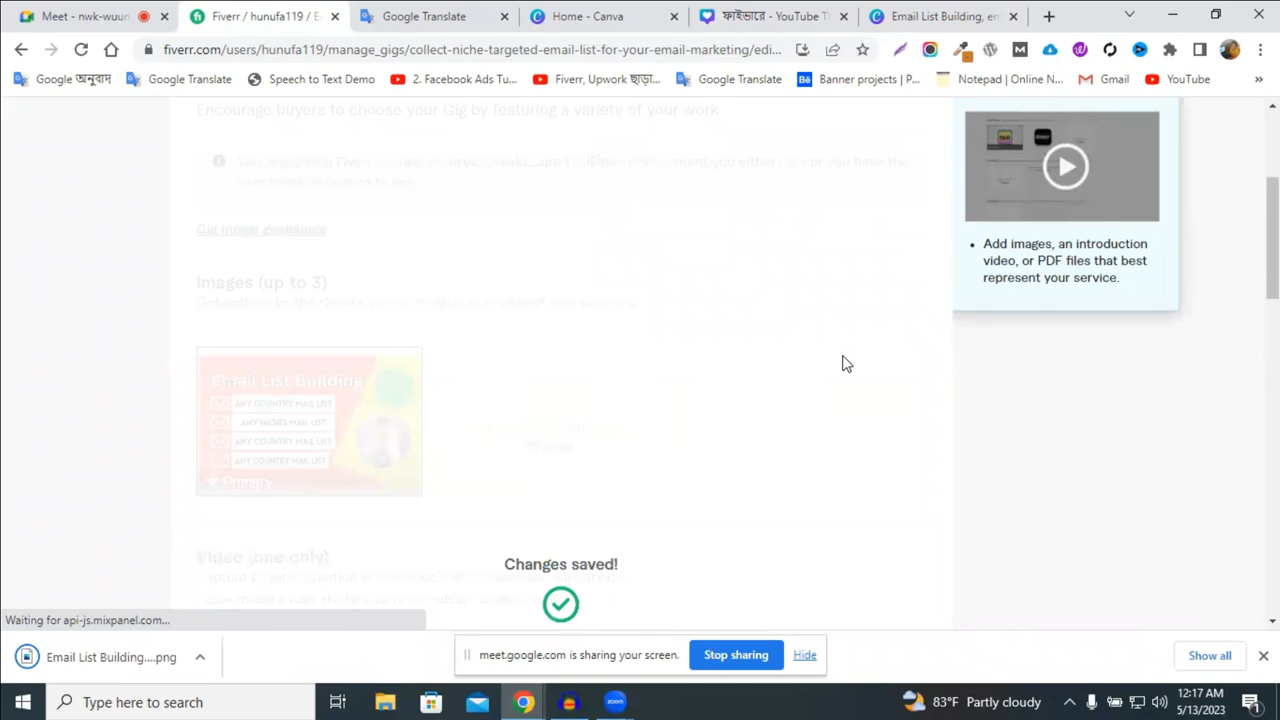 Meet - nwk-wuun
Fiverr / hunufa119 / E
Google Translate
Home - Canva
ফাইভারে - YouTube T
Email List Building, en
fiverr.com/users/hunufa119/manage_gigs/collect-niche-targeted-email-list-for-your-email-marketing/edi...
Google অনুবাদ
Google Translate
Speech to Text Demo
2. Facebook Ads Tu...
Fiverr, Upwork ছাড়া...
Google Translate
Banner projects | P...
Notepad | Online N...
Gmail
YouTube
Encourage buyers to choose your Gig by featuring a variety of your work
Gig image guidelines
Images (up to 3)
Email List Building
ANY COUNTRY MAIL LIST
ANY NICHES MAIL LIST
ANY COUNTRY MAIL LIST
ANY COUNTRY MAIL LIST
Primary
Video (one only)
Add images, an introduction
video, or PDF files that best
represent your service.
Changes saved!
Waiting for api-js.mixpanel.com...
Email List Building....png
meet.google.com is sharing your screen.
Stop sharing
Hide
Show all
Type here to search
zoom
83°F Partly cloudy
12:17 AM
5/13/2023